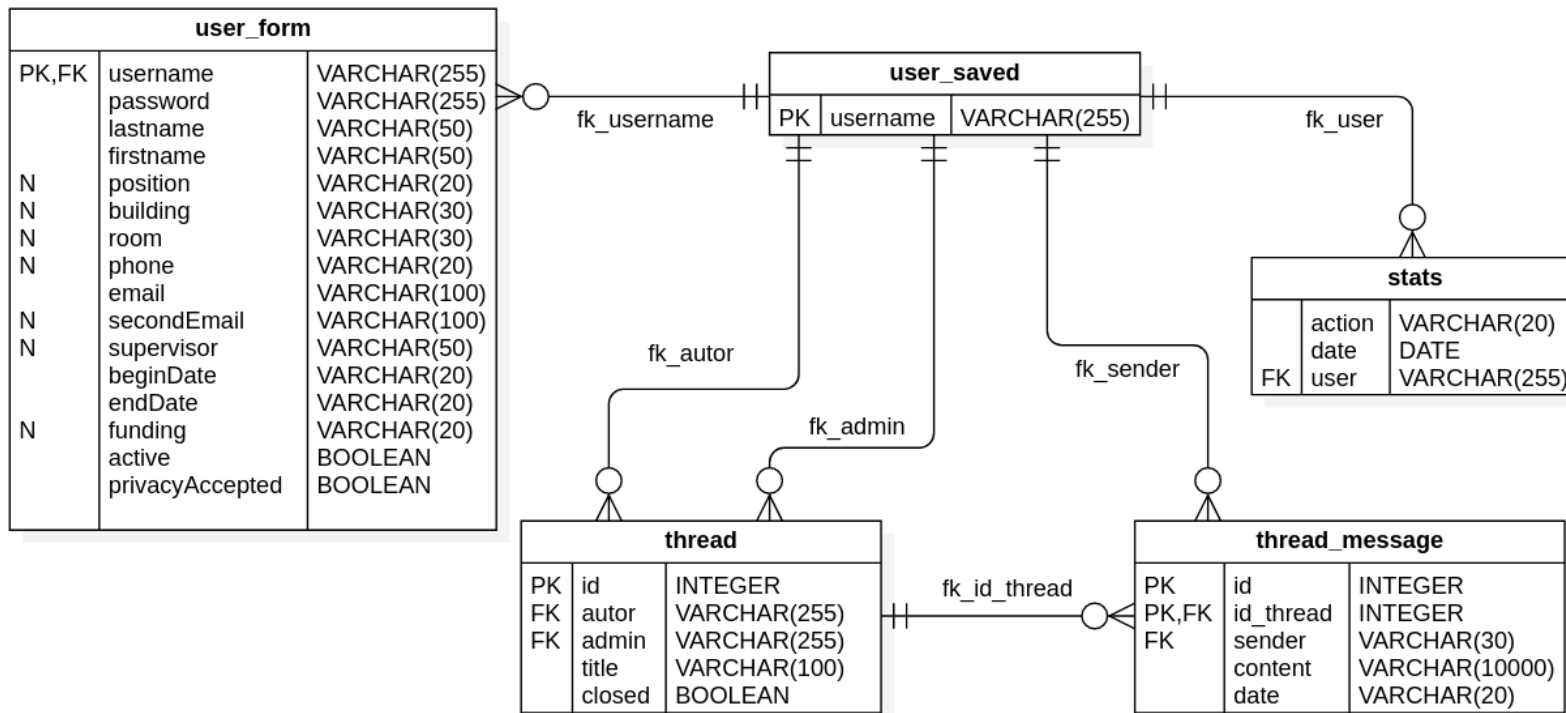 user_form
PK,FK username VARCHAR(255)
password VARCHAR(255)
lastname VARCHAR(50)
firstname VARCHAR(50)
N position VARCHAR(20)
N building VARCHAR(30)
N room VARCHAR(30)
N phone VARCHAR(20)
email VARCHAR(100)
N secondEmail VARCHAR(100)
N supervisor VARCHAR(50)
beginDate VARCHAR(20)
endDate VARCHAR(20)
N funding VARCHAR(20)
active BOOLEAN
privacyAccepted BOOLEAN
fk_username
user_saved
PK username VARCHAR(255)
fk_user
stats
action VARCHAR(20)
date DATE
FK user VARCHAR(255)
fk_autor
fk_admin
fk_sender
thread
PK id INTEGER
FK autor VARCHAR(255)
FK admin VARCHAR(255)
title VARCHAR(100)
closed BOOLEAN
fk_id_thread
thread_message
PK id INTEGER
PK,FK id_thread INTEGER
FK sender VARCHAR(30)
content VARCHAR(10000)
date VARCHAR(20)